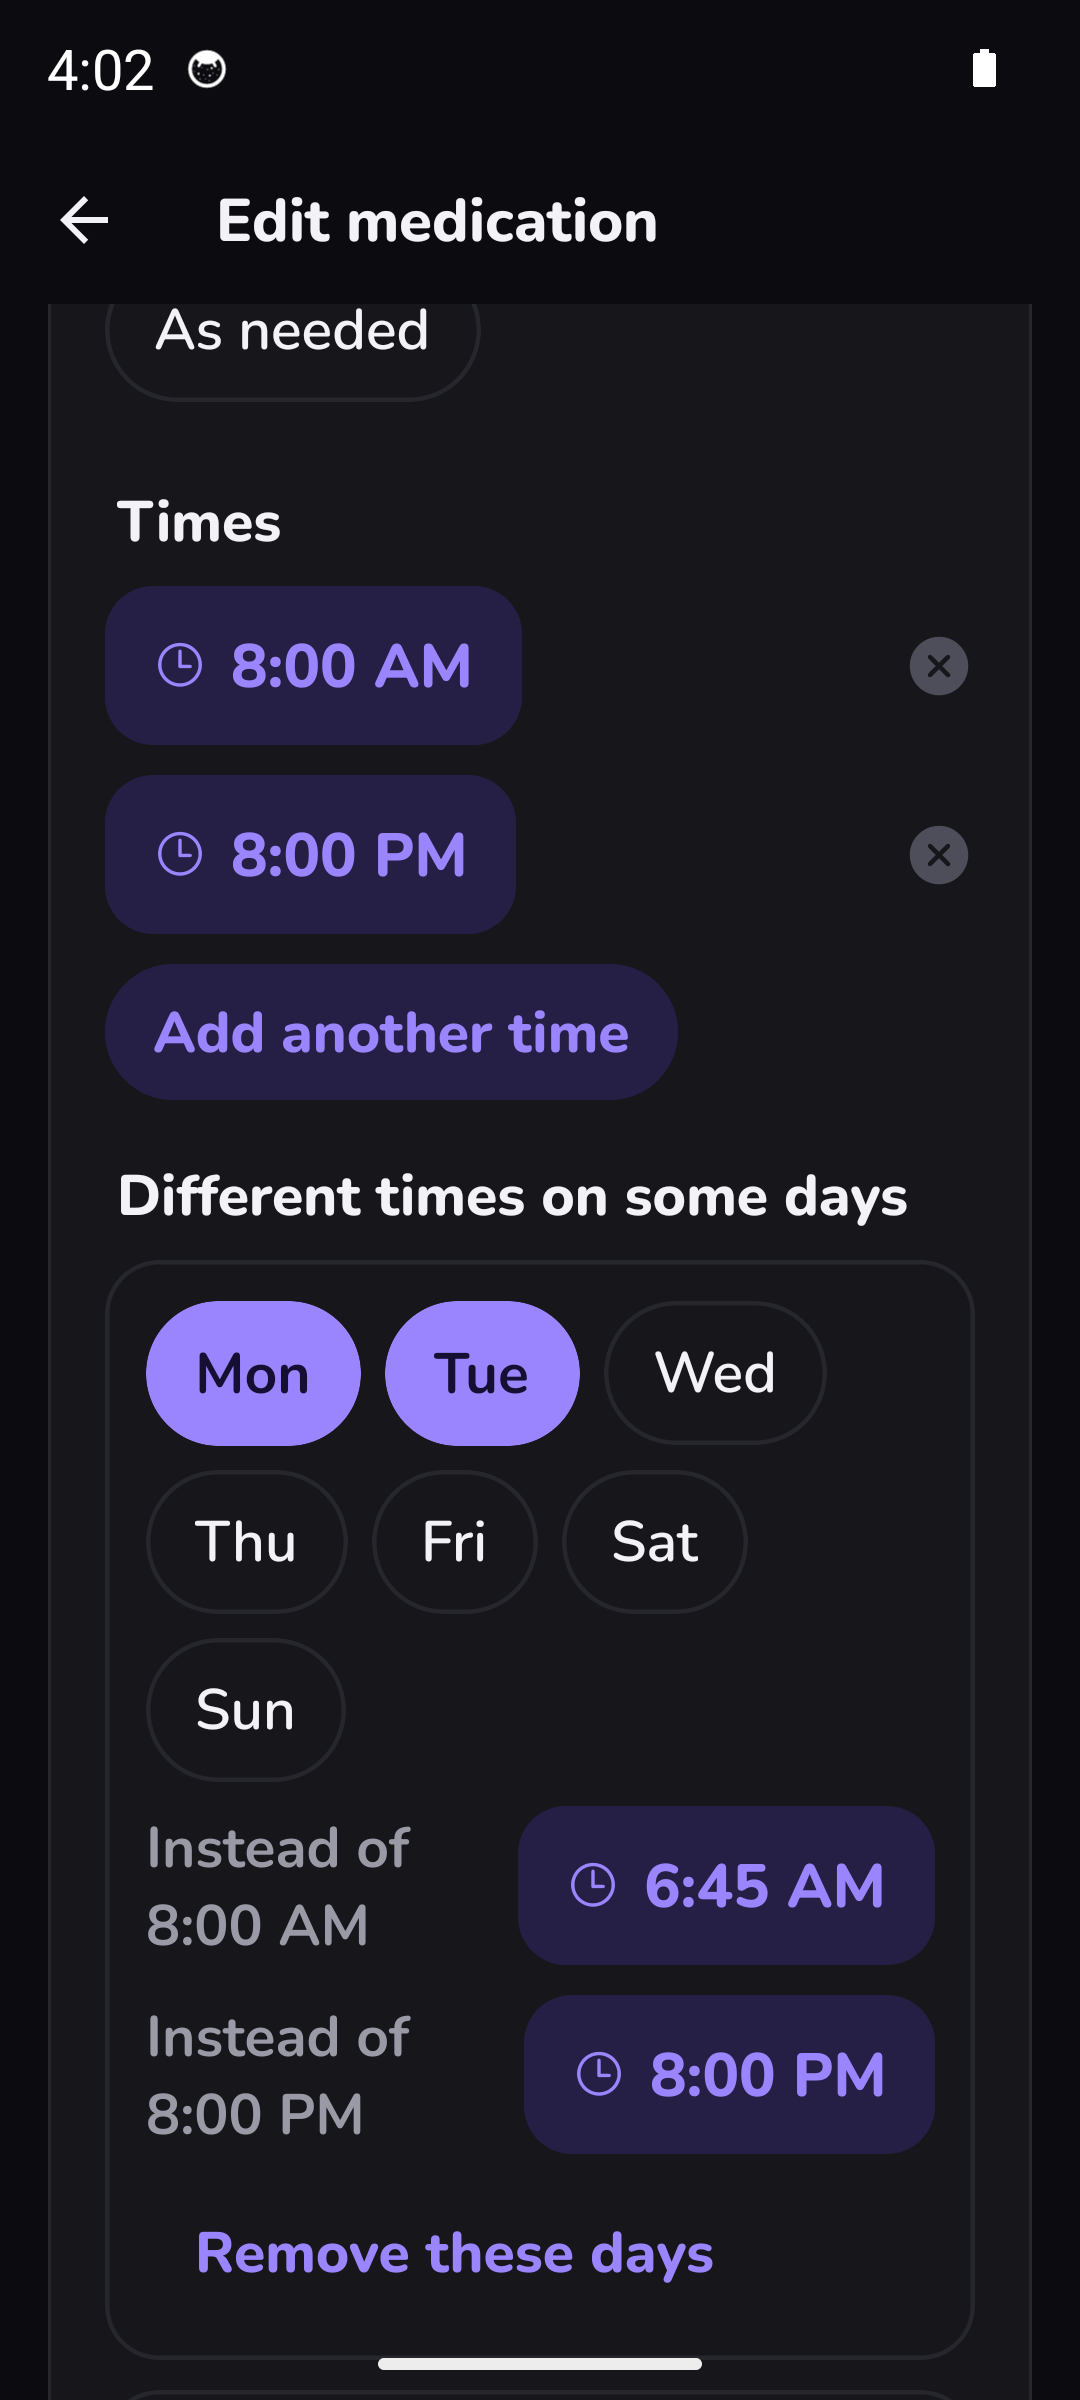 4:02
Edit medication
As needed
Times
8:00 AM
8:00 PM
Add another time
Different times on some days
Mon Tue Wed
Thu Fri Sat
Sun
Instead of
8:00 AM
6:45 AM
Instead of
8:00 PM
8:00 PM
Remove these days